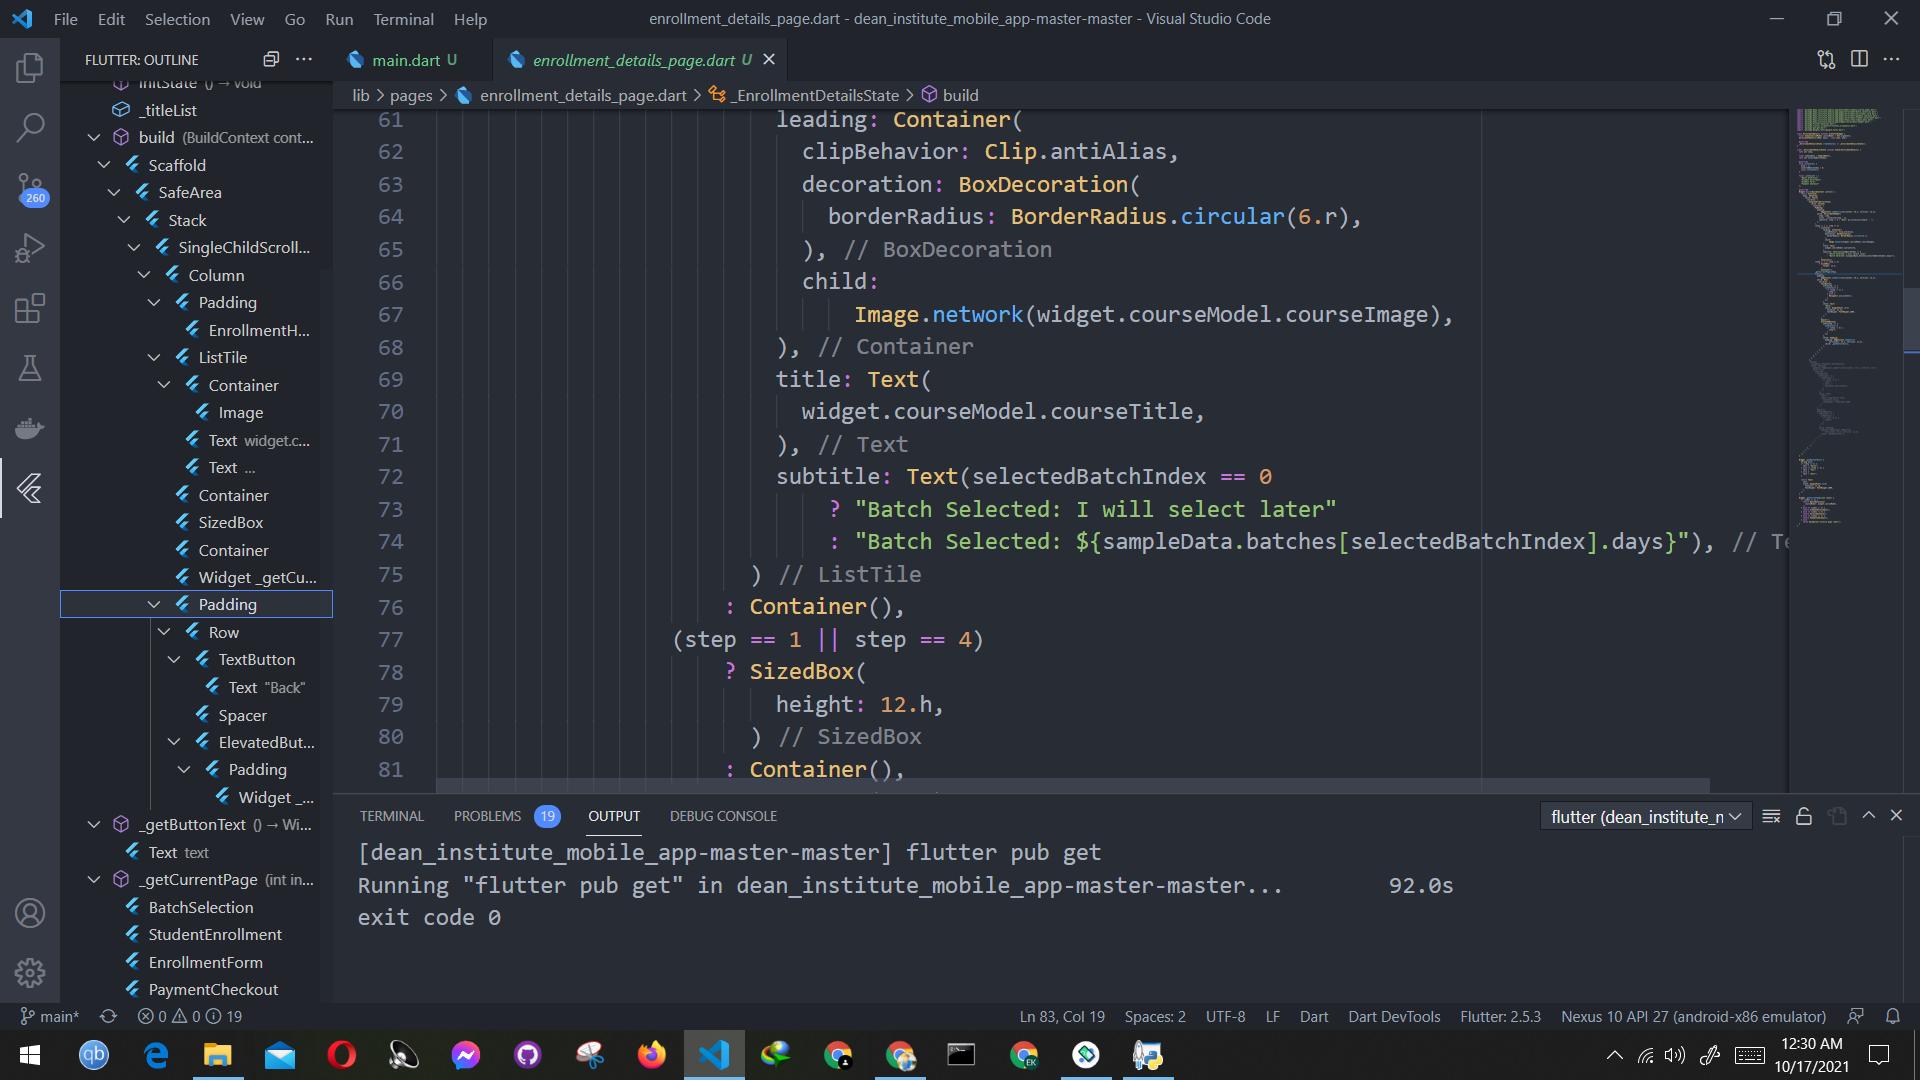 File Edit Selection View Go Run Terminal Help
enrollment_details_page.dart - dean_institute_mobile_app-master-master - Visual Studio Code
FLUTTER: OUTLINE
initState () → void
_titleList
build (BuildContext cont...
Scaffold
SafeArea
Stack
SingleChildScroll...
Column
Padding
EnrollmentH...
ListTile
Container
Image
Text widget.c...
Text ...
Container
SizedBox
Container
Widget _getCu...
Padding
Row
TextButton
Text "Back"
Spacer
ElevatedBut...
Padding
Widget _...
_getButtonText () → Wi...
Text text
_getCurrentPage (int in...
BatchSelection
StudentEnrollment
EnrollmentForm
PaymentCheckout
260
main.dart U
enrollment_details_page.dart U
lib > pages > enrollment_details_page.dart > _EnrollmentDetailsState > build
61 leading: Container(
62 clipBehavior: Clip.antiAlias,
63 decoration: BoxDecoration(
64 borderRadius: BorderRadius.circular(6.r),
65 ), // BoxDecoration
66 child:
67 Image.network(widget.courseModel.courseImage),
68 ), // Container
69 title: Text(
70 widget.courseModel.courseTitle,
71 ), // Text
72 subtitle: Text(selectedBatchIndex == 0
73 ? "Batch Selected: I will select later"
74 : "Batch Selected: ${sampleData.batches[selectedBatchIndex].days}"), // Te
75 ) // ListTile
76 : Container(),
77 (step == 1 || step == 4)
78 ? SizedBox(
79 height: 12.h,
80 ) // SizedBox
81 : Container(),
TERMINAL PROBLEMS 19 OUTPUT DEBUG CONSOLE
flutter (dean_institute_m
[dean_institute_mobile_app-master-master] flutter pub get
Running "flutter pub get" in dean_institute_mobile_app-master-master... 92.0s
exit code 0
main* 0 0 19
Ln 83, Col 19 Spaces: 2 UTF-8 LF Dart Dart DevTools Flutter: 2.5.3 Nexus 10 API 27 (android-x86 emulator)
qb
EK
12:30 AM
10/17/2021